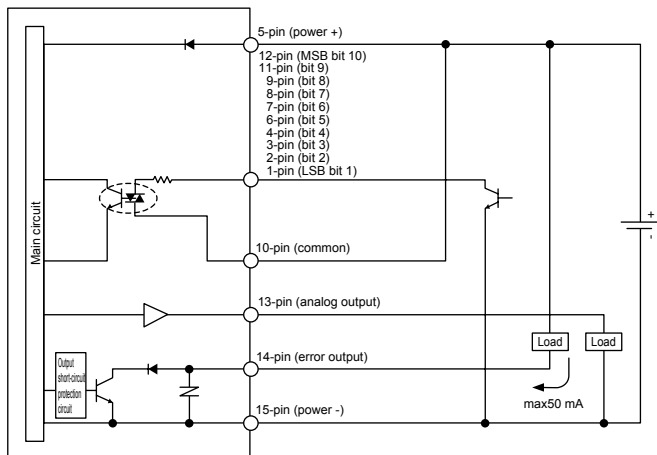 5-pin (power +)
12-pin (MSB bit 10)
11-pin (bit 9)
9-pin (bit 8)
8-pin (bit 7)
7-pin (bit 6)
6-pin (bit 5)
4-pin (bit 4)
3-pin (bit 3)
2-pin (bit 2)
1-pin (LSB bit 1)
Main circuit
+
-
10-pin (common)
13-pin (analog output)
Load
Load
14-pin (error output)
Output
short-circuit
protection
circuit
max50 mA
15-pin (power -)